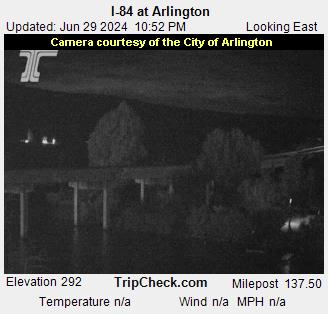 I-84 at Arlington
Updated: Jun 29 2024 10:52 PM Looking East
Camera courtesy of the City of Arlington
Elevation 292 TripCheck.com Milepost 137.50
Temperature n/a Wind n/a MPH n/a